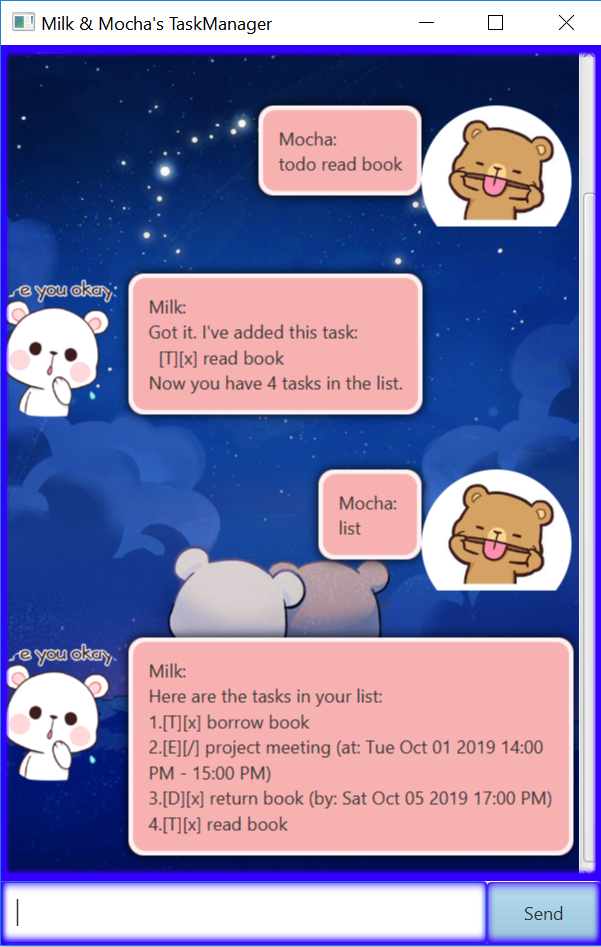 Milk & Mocha's TaskManager
Mocha:
todo read book
re you okay
Milk:
Got it. I've added this task:
[T][x] read book
Now you have 4 tasks in the list.
Mocha:
list
re you okay
Milk:
Here are the tasks in your list:
1.[T][x] borrow book
2.[E][/] project meeting (at: Tue Oct 01 2019 14:00
PM - 15:00 PM)
3.[D][x] return book (by: Sat Oct 05 2019 17:00 PM)
4.[T][x] read book
Send